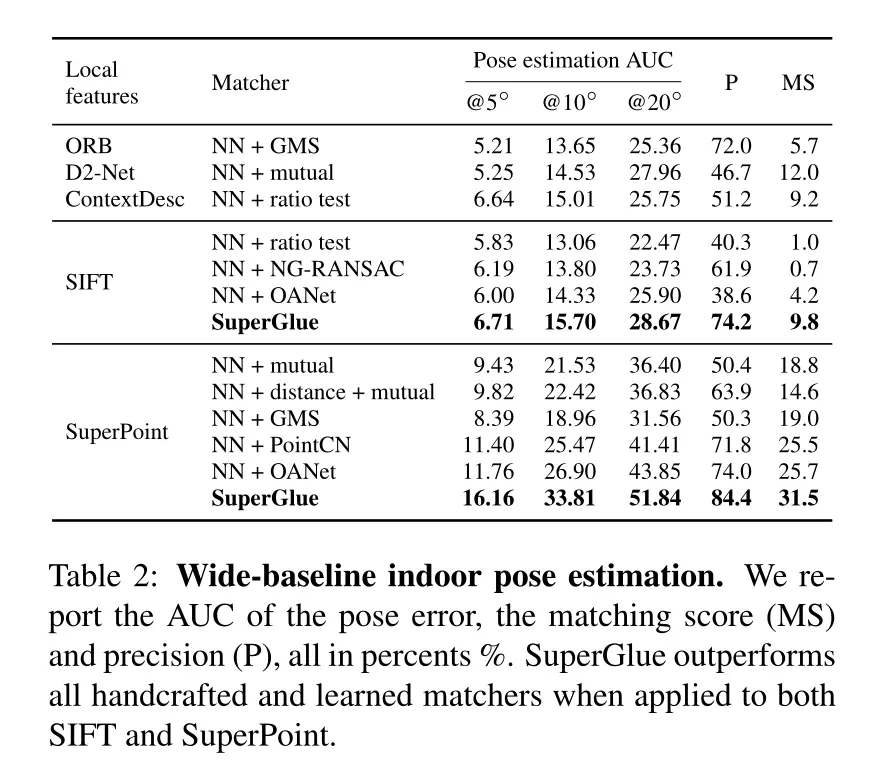 Local features Matcher Pose estimation AUC P MS
@5° @10° @20°
ORB NN + GMS 5.21 13.65 25.36 72.0 5.7
D2-Net NN + mutual 5.25 14.53 27.96 46.7 12.0
ContextDesc NN + ratio test 6.64 15.01 25.75 51.2 9.2
SIFT NN + ratio test 5.83 13.06 22.47 40.3 1.0
NN + NG-RANSAC 6.19 13.80 23.73 61.9 0.7
NN + OANet 6.00 14.33 25.90 38.6 4.2
SuperGlue 6.71 15.70 28.67 74.2 9.8
SuperPoint NN + mutual 9.43 21.53 36.40 50.4 18.8
NN + distance + mutual 9.82 22.42 36.83 63.9 14.6
NN + GMS 8.39 18.96 31.56 50.3 19.0
NN + PointCN 11.40 25.47 41.41 71.8 25.5
NN + OANet 11.76 26.90 43.85 74.0 25.7
SuperGlue 16.16 33.81 51.84 84.4 31.5
Table 2: Wide-baseline indoor pose estimation. We re-
port the AUC of the pose error, the matching score (MS)
and precision (P), all in percents %. SuperGlue outperforms
all handcrafted and learned matchers when applied to both
SIFT and SuperPoint.